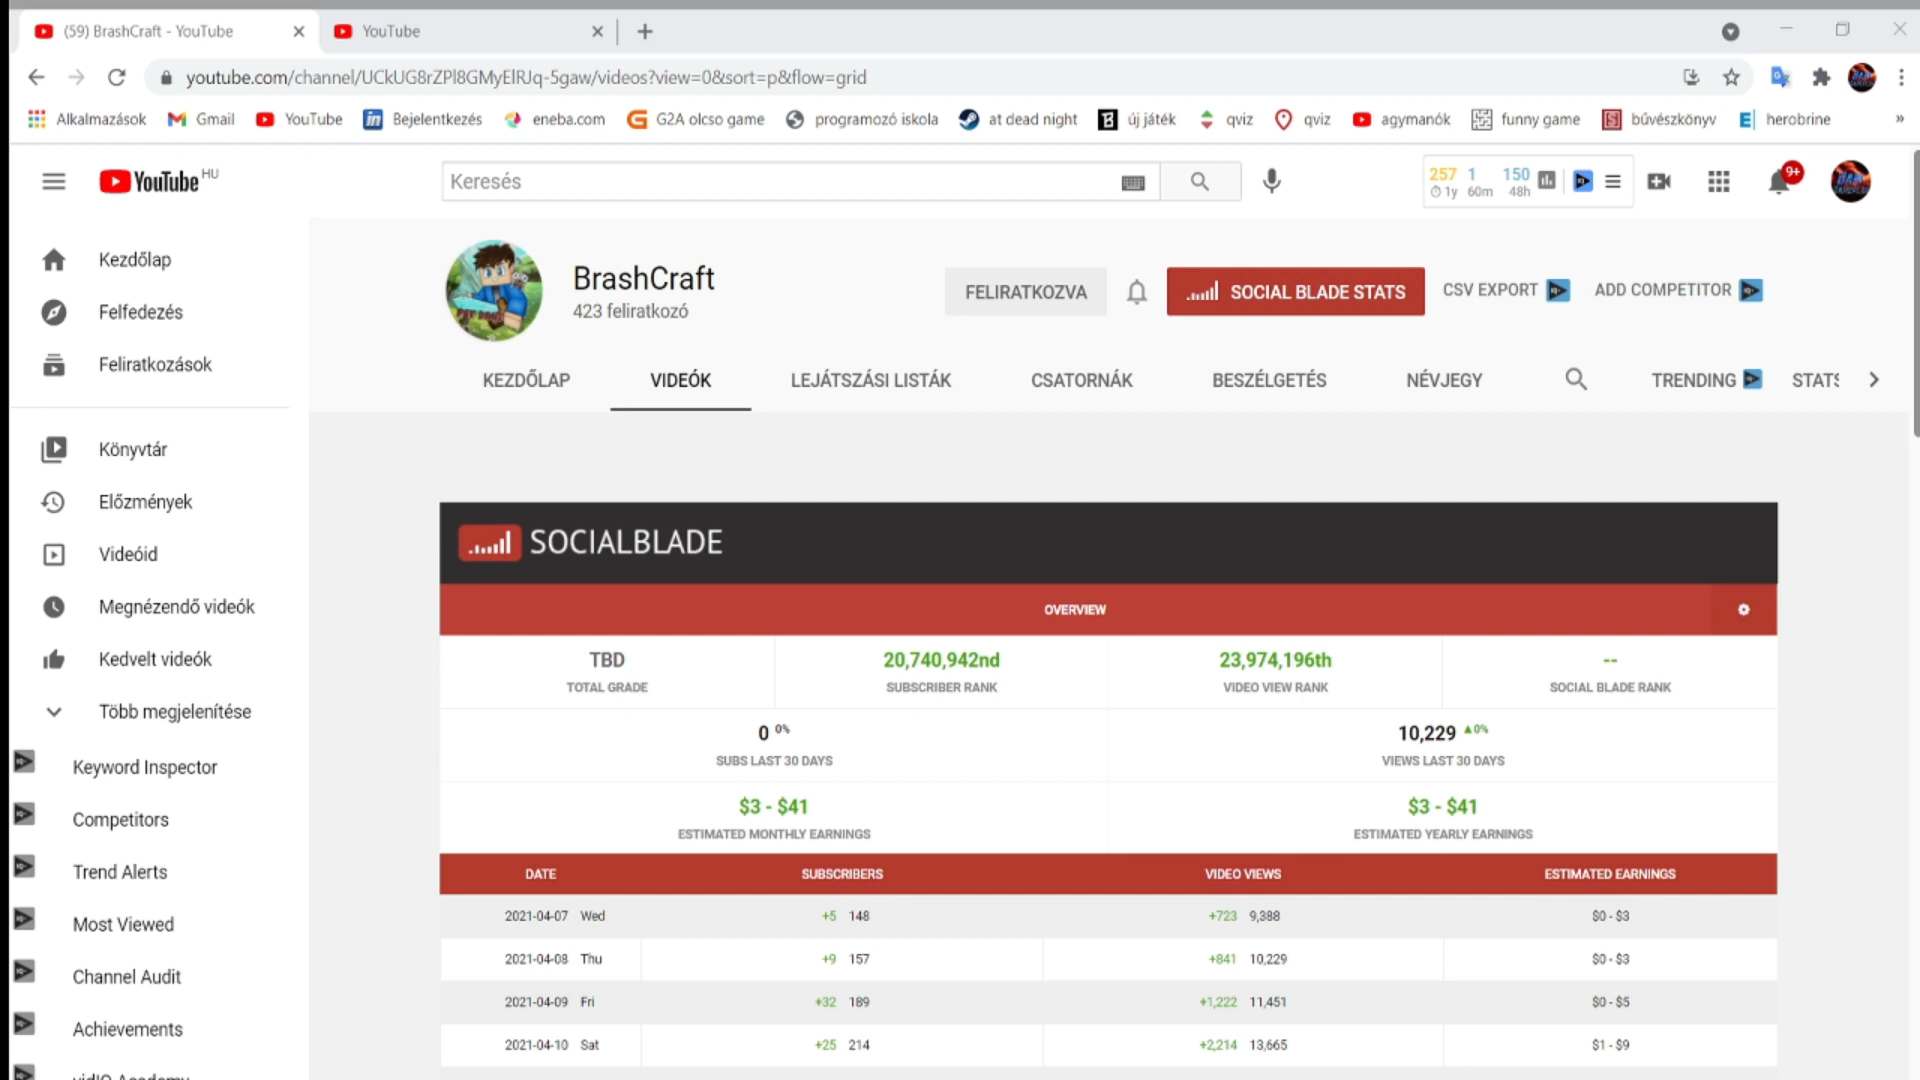 (59) BrashCraft - YouTube
YouTube
youtube.com/channel/UCkUG8rZPl8GMyElRJq-5gaw/videos?view=0&sort=p&flow=grid
Alkalmazások Gmail YouTube Bejelentkezés eneba.com G2A olcso game programozó iskola at dead night új játék qviz qviz agymanók funny game bűvészkönyv herobrine »
YouTube HU
Keresés
257 1 150
1y 60m 48h
9+
Kezdőlap
Felfedezés
Feliratkozások
Könyvtár
Előzmények
Videóid
Megnézendő videók
Kedvelt videók
Több megjelenítése
Keyword Inspector
Competitors
Trend Alerts
Most Viewed
Channel Audit
Achievements
vidIQ Academy
BrashCraft
423 feliratkozó
FELIRATKOZVA
SOCIAL BLADE STATS
CSV EXPORT
ADD COMPETITOR
KEZDŐLAP VIDEÓK LEJÁTSZÁSI LISTÁK CSATORNÁK BESZÉLGETÉS NÉVJEGY TRENDING STATS
SOCIALBLADE
OVERVIEW
TBD 20,740,942nd 23,974,196th --
TOTAL GRADE SUBSCRIBER RANK VIDEO VIEW RANK SOCIAL BLADE RANK
0 0% 10,229 ▲0%
SUBS LAST 30 DAYS VIEWS LAST 30 DAYS
$3 - $41 $3 - $41
ESTIMATED MONTHLY EARNINGS ESTIMATED YEARLY EARNINGS
DATE SUBSCRIBERS VIDEO VIEWS ESTIMATED EARNINGS
2021-04-07 Wed +5 148 +723 9,388 $0 - $3
2021-04-08 Thu +9 157 +841 10,229 $0 - $3
2021-04-09 Fri +32 189 +1,222 11,451 $0 - $5
2021-04-10 Sat +25 214 +2,214 13,665 $1 - $9